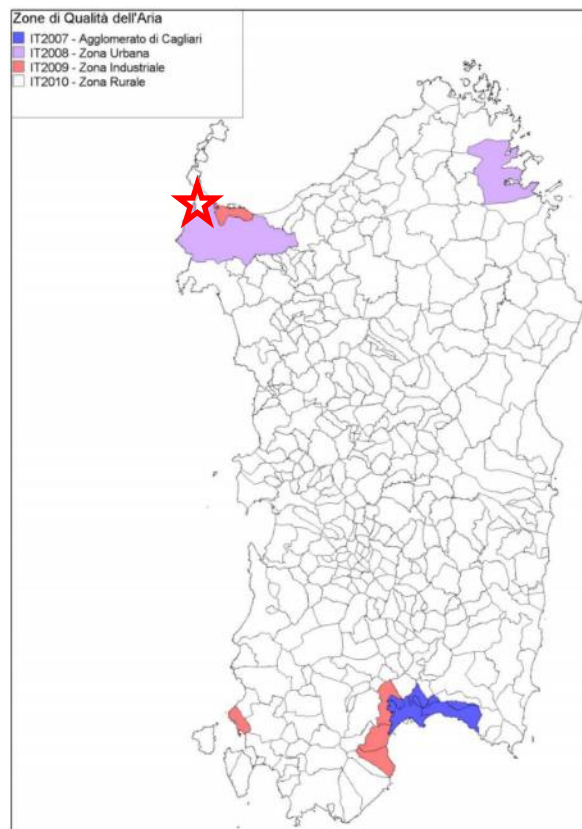 Zone di Qualità dell'Aria
IT2007 - Agglomerato di Cagliari
IT2008 - Zona Urbana
IT2009 - Zona Industriale
IT2010 - Zona Rurale